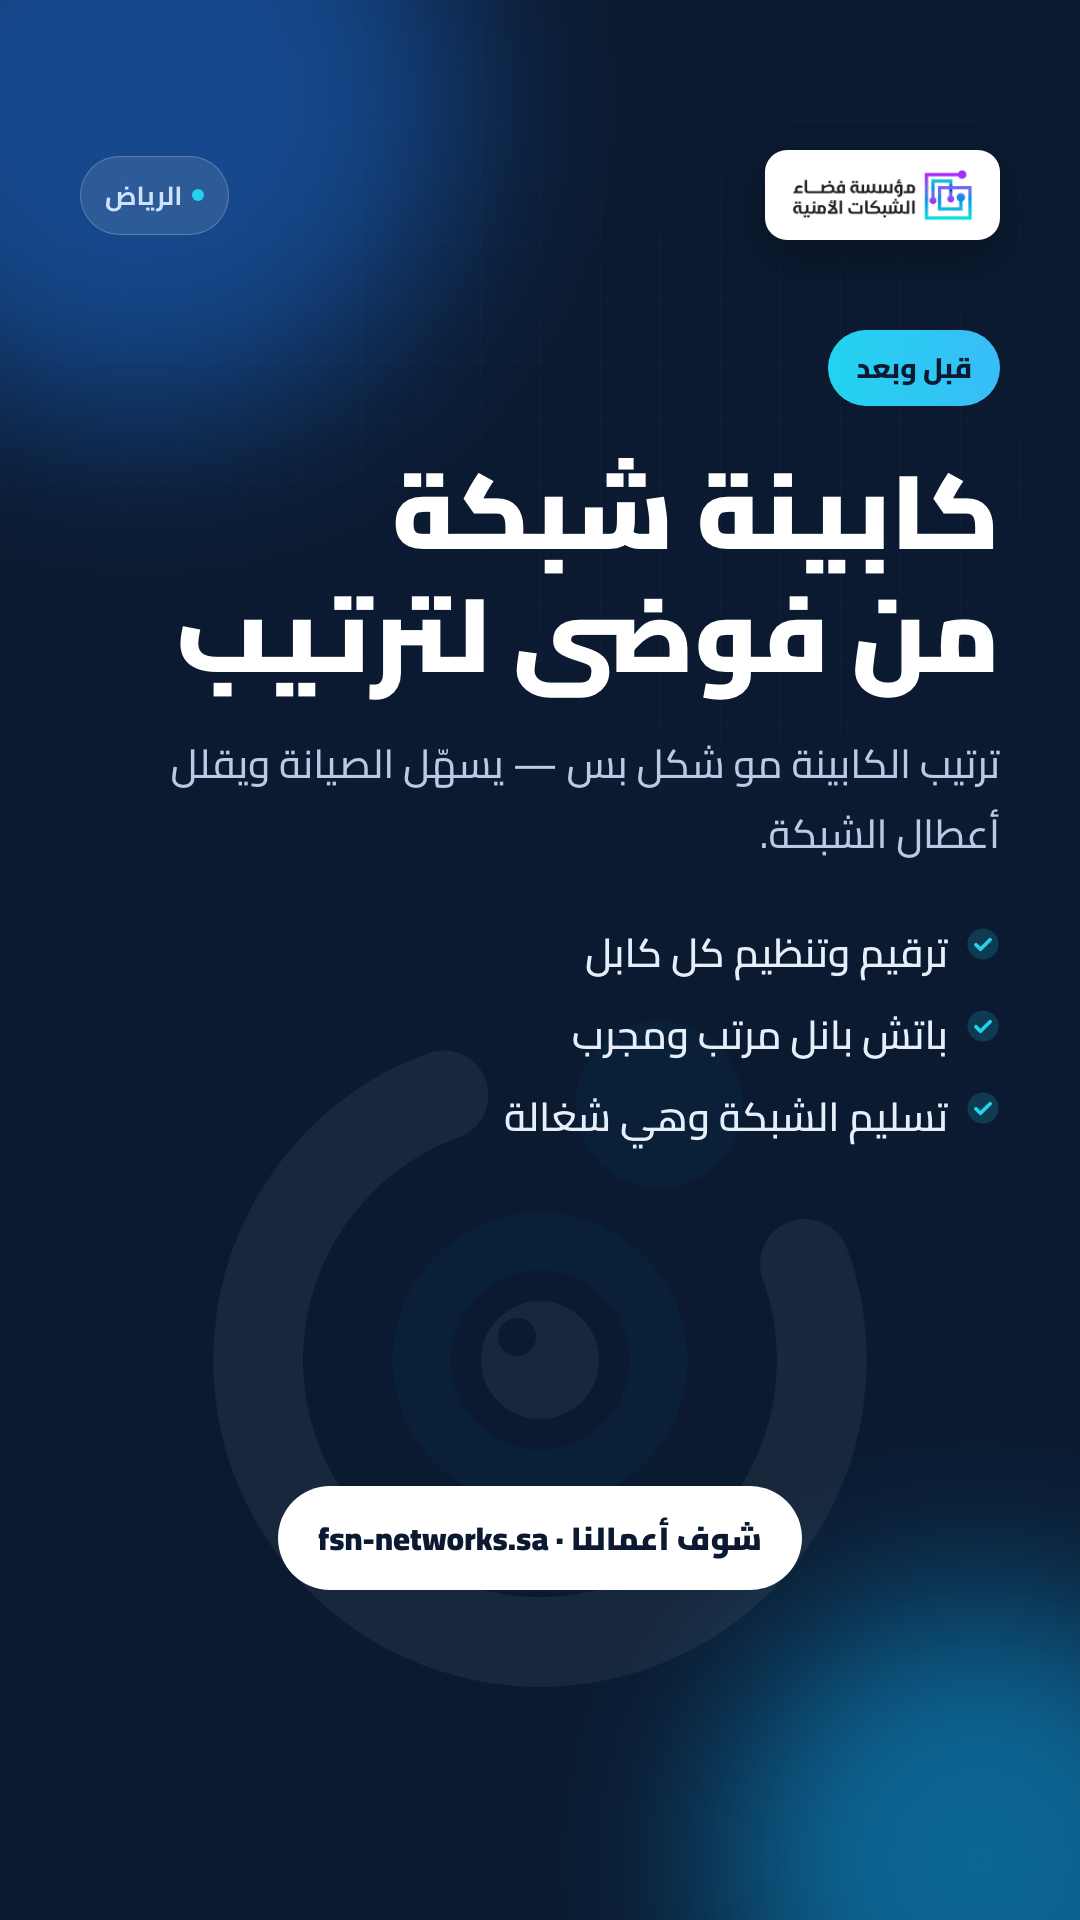 مؤسسة فضاء
الشبكات الأمنية
الرياض
قبل وبعد
كابينة شبكة
من فوضى لترتيب
ترتيب الكابينة مو شكل بس — يسهّل الصيانة ويقلل
أعطال الشبكة.
ترقيم وتنظيم كل كابل
باتش بانل مرتب ومجرب
تسليم الشبكة وهي شغالة
شوف أعمالنا · fsn-networks.sa